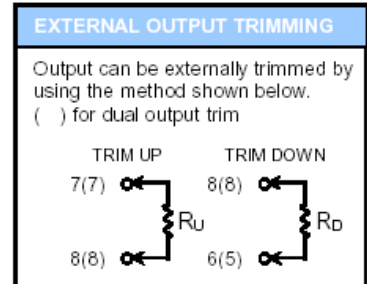 EXTERNAL OUTPUT TRIMMING
Output can be externally trimmed by
using the method shown below.
( ) for dual output trim
TRIM UP TRIM DOWN
7(7) 8(8)
RU RD
8(8) 6(5)